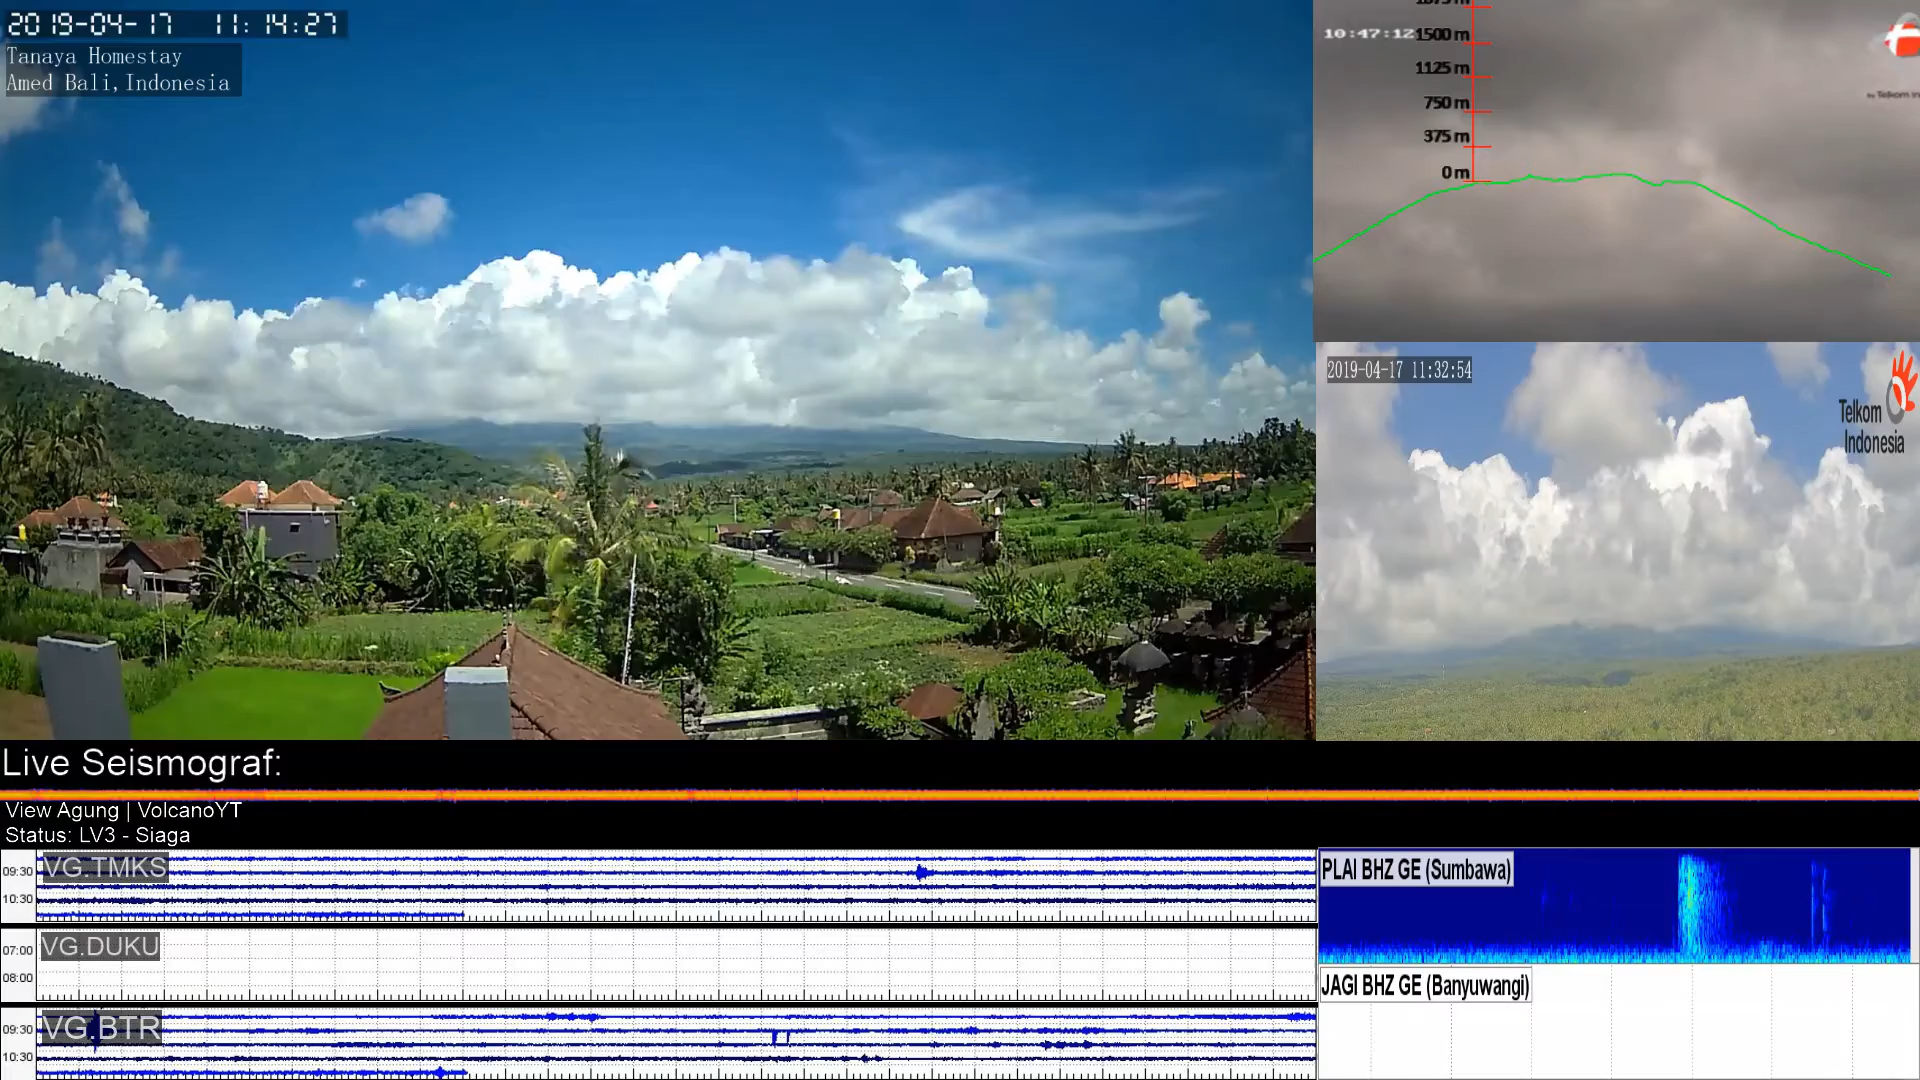 2019-04-17 11:14:27
Tanaya Homestay
Amed Bali,Indonesia
10:47:12
1500 m
1125 m
750 m
375 m
0 m
by Telkom In
2019-04-17 11:32:54
Telkom
Indonesia
Live Seismograf:
View Agung | VolcanoYT
Status: LV3 - Siaga
VG.TMKS
09:30
10:30
VG.DUKU
07:00
08:00
VG.BTR
09:30
10:30
PLAI BHZ GE (Sumbawa)
JAGI BHZ GE (Banyuwangi)